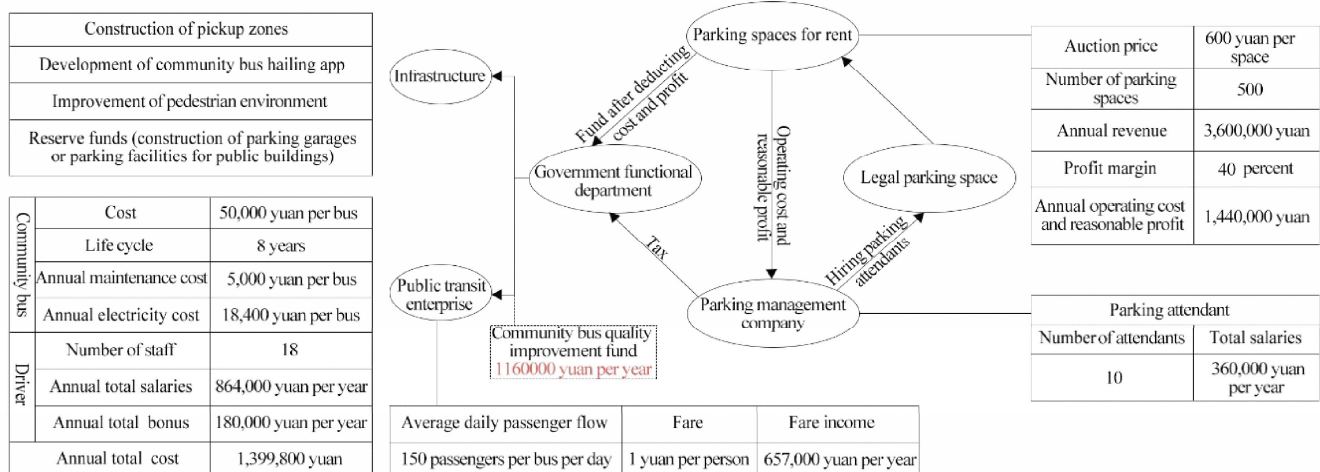 Construction of pickup zones
Development of community bus hailing app
Improvement of pedestrian environment
Reserve funds (construction of parking garages
or parking facilities for public buildings)
Community bus
Cost
50,000 yuan per bus
Life cycle
8 years
Annual maintenance cost
5,000 yuan per bus
Annual electricity cost
18,400 yuan per bus
Driver
Number of staff
18
Annual total salaries
864,000 yuan per year
Annual total bonus
180,000 yuan per year
Annual total cost
1,399,800 yuan
Infrastructure
Public transit
enterprise
Community bus quality
improvement fund
1160000 yuan per year
Government functional
department
Parking spaces for rent
Fund after deducting
cost and profit
Operating cost and
reasonable profit
Tax
Legal parking space
Hiring parking
attendants
Parking management
company
Average daily passenger flow
Fare
Fare income
150 passengers per bus per day
1 yuan per person
657,000 yuan per year
Auction price
600 yuan per
space
Number of parking
spaces
500
Annual revenue
3,600,000 yuan
Profit margin
40 percent
Annual operating cost
and reasonable profit
1,440,000 yuan
Parking attendant
Number of attendants
Total salaries
10
360,000 yuan
per year